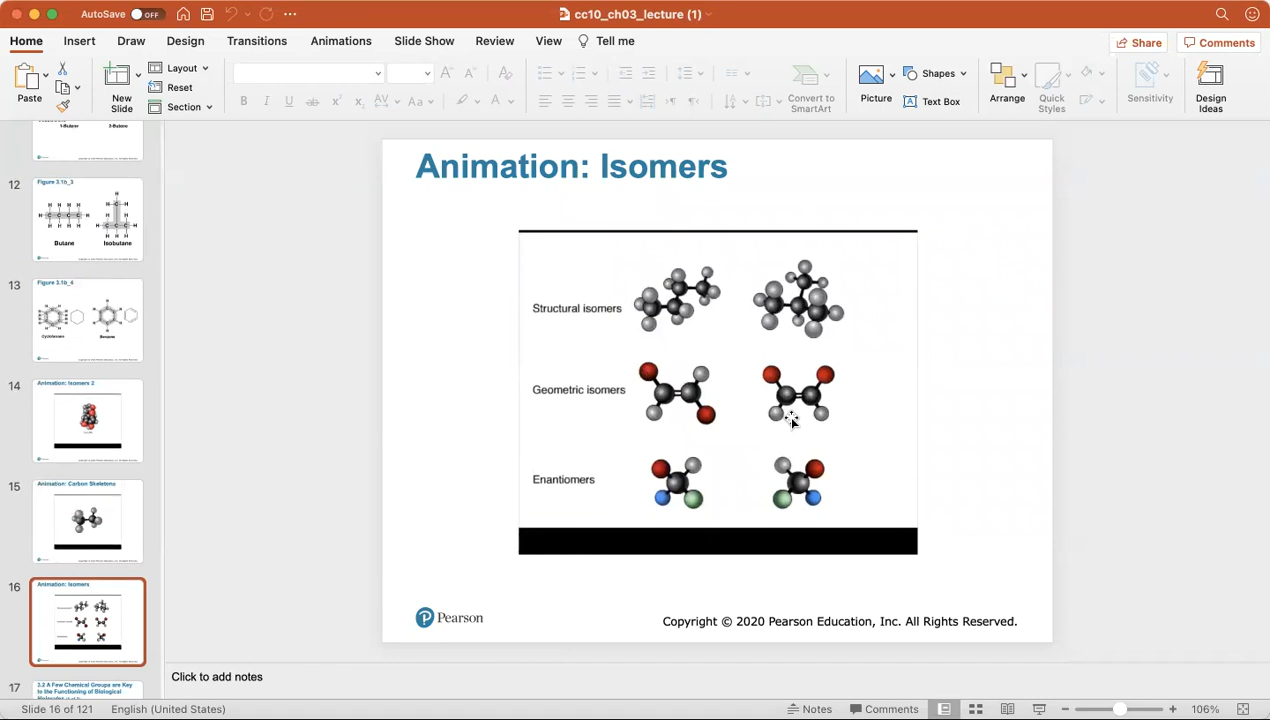 AutoSave OFF
cc10_ch03_lecture (1)
Home Insert Draw Design Transitions Animations Slide Show Review View Tell me
Share Comments
Paste
New
Slide
Layout
Reset
Section
Convert to
SmartArt
Picture
Shapes
Text Box
Arrange
Quick
Styles
Sensitivity
Design
Ideas
1-Butene 2-Butene
12
Figure 3.1b_3
Butane Isobutane
13
Figure 3.1b_4
Cyclohexane Benzene
14
Animation: Isomers 2
15
Animation: Carbon Skeletons
16
Animation: Isomers
17
3.2 A Few Chemical Groups are Key
to the Functioning of Biological
Animation: Isomers
Structural isomers
Geometric isomers
Enantiomers
Pearson
Copyright © 2020 Pearson Education, Inc. All Rights Reserved.
Click to add notes
Slide 16 of 121 English (United States) Notes Comments 106%